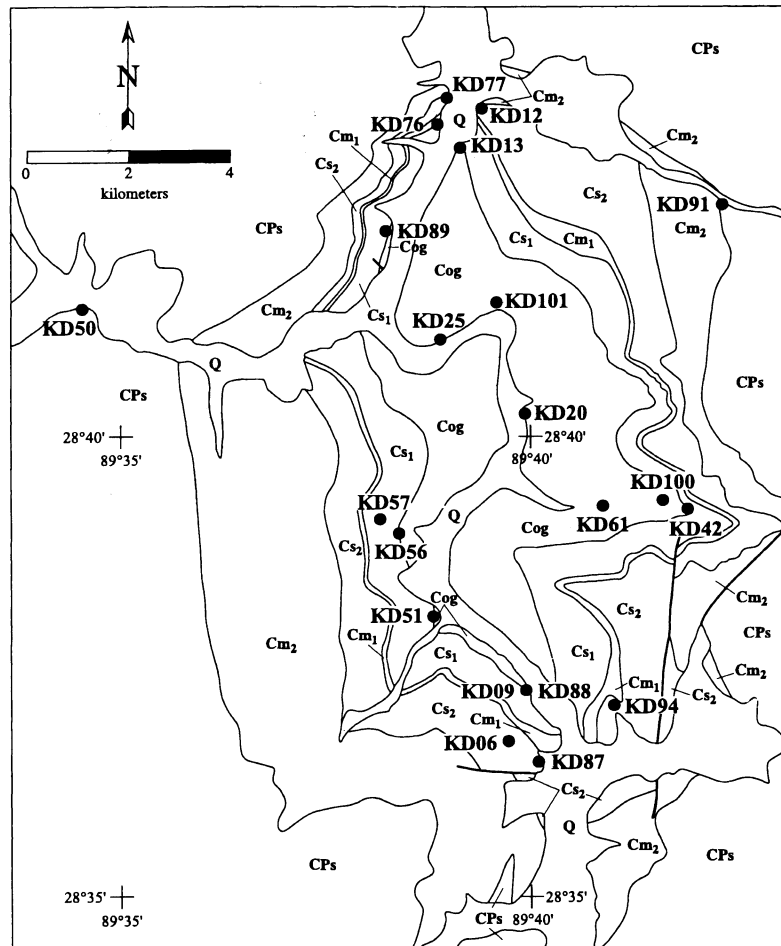 CPs
N
KD77
Cm2
KD12
KD76
Q
Cm1
Cm2
KD13
0 2 4
kilometers
Cs2
Cs2
KD91
CPs
KD89
Cs1
Cm1
Cm2
Cog
Cog
KD101
Cm2
Cs1
KD50
KD25
Q
CPs
CPs
KD20
28°40'
89°35'
Cog
28°40'
89°40'
Cs1
KD100
KD57
Q
KD61
KD42
Cs2
KD56
Cog
Cm2
Cog
Cs2
KD51
CPs
Cm1
Cm2
Cs1
Cs1
Cm1
Cm2
KD09
KD88
Cs2
Cs2
Cm1
KD94
KD06
KD87
Cs2
Q
Cm2
CPs
CPs
28°35'
89°35'
28°35'
89°40'
CPs